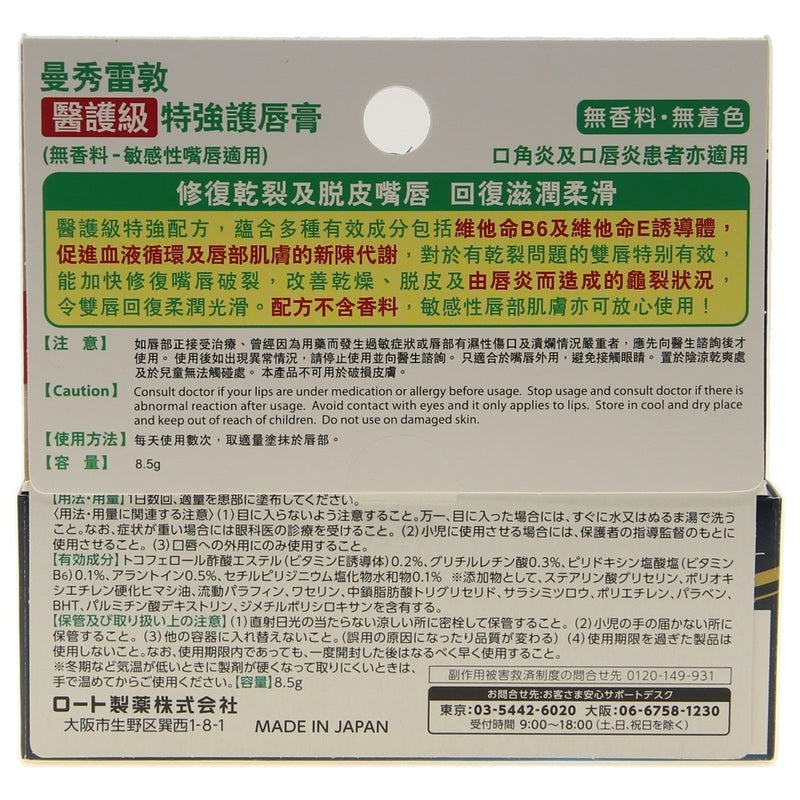 曼秀雷敦
醫護級 特強護唇膏
(無香料-敏感性嘴唇適用)
無香料・無着色
口角炎及口唇炎患者亦適用
修復乾裂及脱皮嘴唇 回復滋潤柔滑
醫護級特強配方，蘊含多種有效成分包括維他命B6及維他命E誘導體，
促進血液循環及唇部肌膚的新陳代謝，對於有乾裂問題的雙唇特別有效，
能加快修復嘴唇破裂，改善乾燥、脱皮及由唇炎而造成的龜裂狀況，
令雙唇回復柔潤光滑。配方不含香料，敏感性唇部肌膚亦可放心使用！
【注 意】 如唇部正接受治療、曾經因為用藥而發生過敏症狀或唇部有濕性傷口及潰爛情況嚴重者，應先向醫生諮詢後才
使用。使用後如出現異常情況，請停止使用並向醫生諮詢。只適合於嘴唇外用，避免接觸眼睛。置於陰涼乾爽處
及於兒童無法觸碰處。本產品不可用於破損皮膚。
【Caution】 Consult doctor if your lips are under medication or allergy before usage. Stop usage and consult doctor if there is
abnormal reaction after usage. Avoid contact with eyes and it only applies to lips. Store in cool and dry place
and keep out of reach of children. Do not use on damaged skin.
【使用方法】 每天使用數次，取適量塗抹於唇部。
【容 量】 8.5g
【用法・用量】1日数回、適量を患部に塗布してください。
〈用法・用量に関連する注意〉(1)目に入らないよう注意すること。万一、目に入った場合には、すぐに水又はぬるま湯で洗う
こと。なお、症状が重い場合には眼科医の診療を受けること。(2)小児に使用させる場合には、保護者の指導監督のもとに
使用させること。(3)口唇への外用にのみ使用すること。
【有効成分】トコフェロール酢酸エステル(ビタミンE誘導体)0.2%、グリチルレチン酸0.3%、ピリドキシン塩酸塩(ビタミン
B6)0.1%、アラントイン0.5%、セチルピリジニウム塩化物水和物0.1% ※添加物として、ステアリン酸グリセリン、ポリオキ
シエチレン硬化ヒマシ油、流動パラフィン、ワセリン、中鎖脂肪酸トリグリセリド、サラシミツロウ、ポリエチレン、パラベン、
BHT、パルミチン酸デキストリン、ジメチルポリシロキサンを含有する。
【保管及び取り扱い上の注意】(1)直射日光の当たらない涼しい所に密栓して保管すること。(2)小児の手の届かない所に
保管すること。(3)他の容器に入れ替えないこと。(誤用の原因になったり品質が変わる) (4)使用期限を過ぎた製品は
使用しないこと。なお、使用期限内であっても、一度開封した後はなるべく早く使用すること。
※冬期など気温が低いときに製剤が硬くなって取りにくいときは、
手で温めてからご使用ください。【容量】8.5g
副作用被害救済制度の問合せ先 0120-149-931
ロート製薬株式会社
大阪市生野区巽西1-8-1 MADE IN JAPAN
お問合せ先:お客さま安心サポートデスク
東京:03-5442-6020 大阪:06-6758-1230
受付時間 9:00~18:00(土、日、祝日を除く)